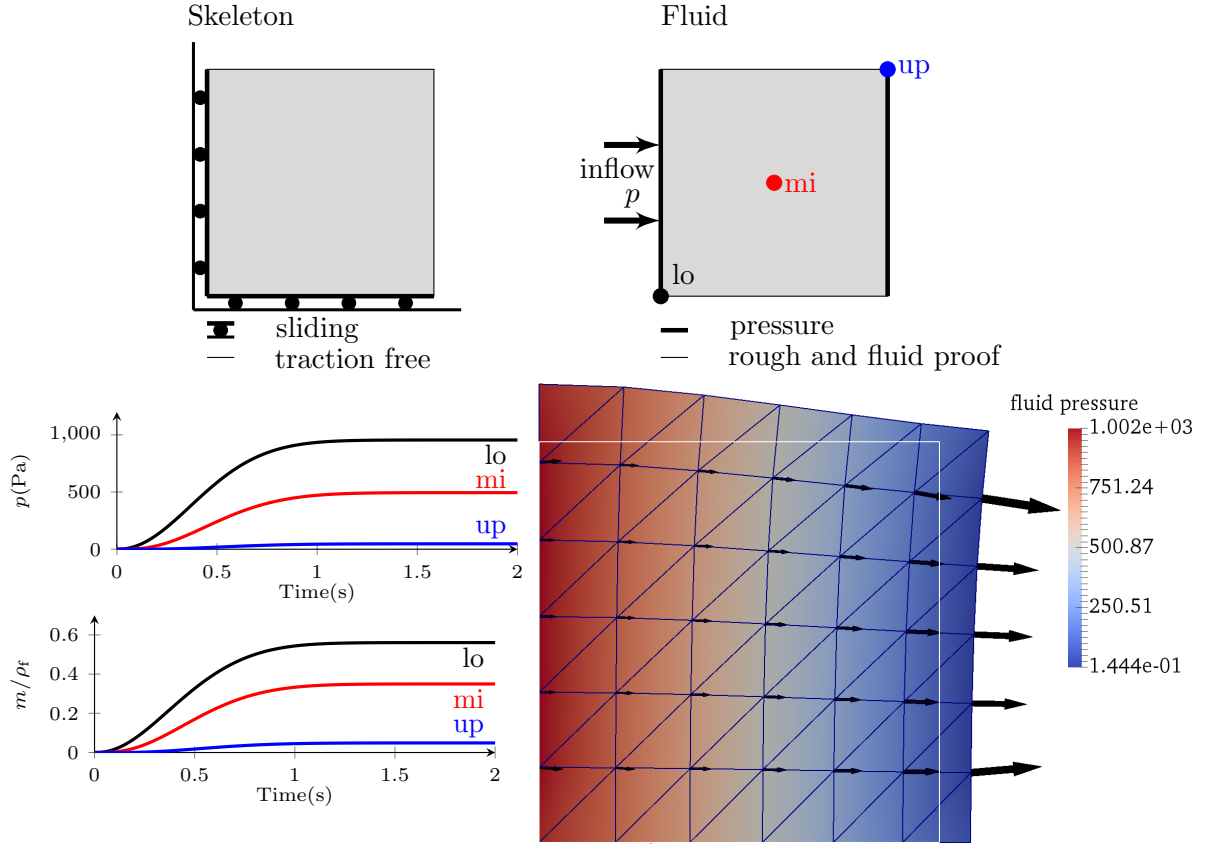 Skeleton
Fluid
up
inflow
p
mi
lo
sliding
traction free
pressure
rough and fluid proof
p(Pa)
1,000
500
0
lo
mi
up
0
0.5
1
1.5
2
Time(s)
m/ρf
0.6
0.4
0.2
0
lo
mi
up
0
0.5
1
1.5
2
Time(s)
fluid pressure
1.002e+03
751.24
500.87
250.51
1.444e-01